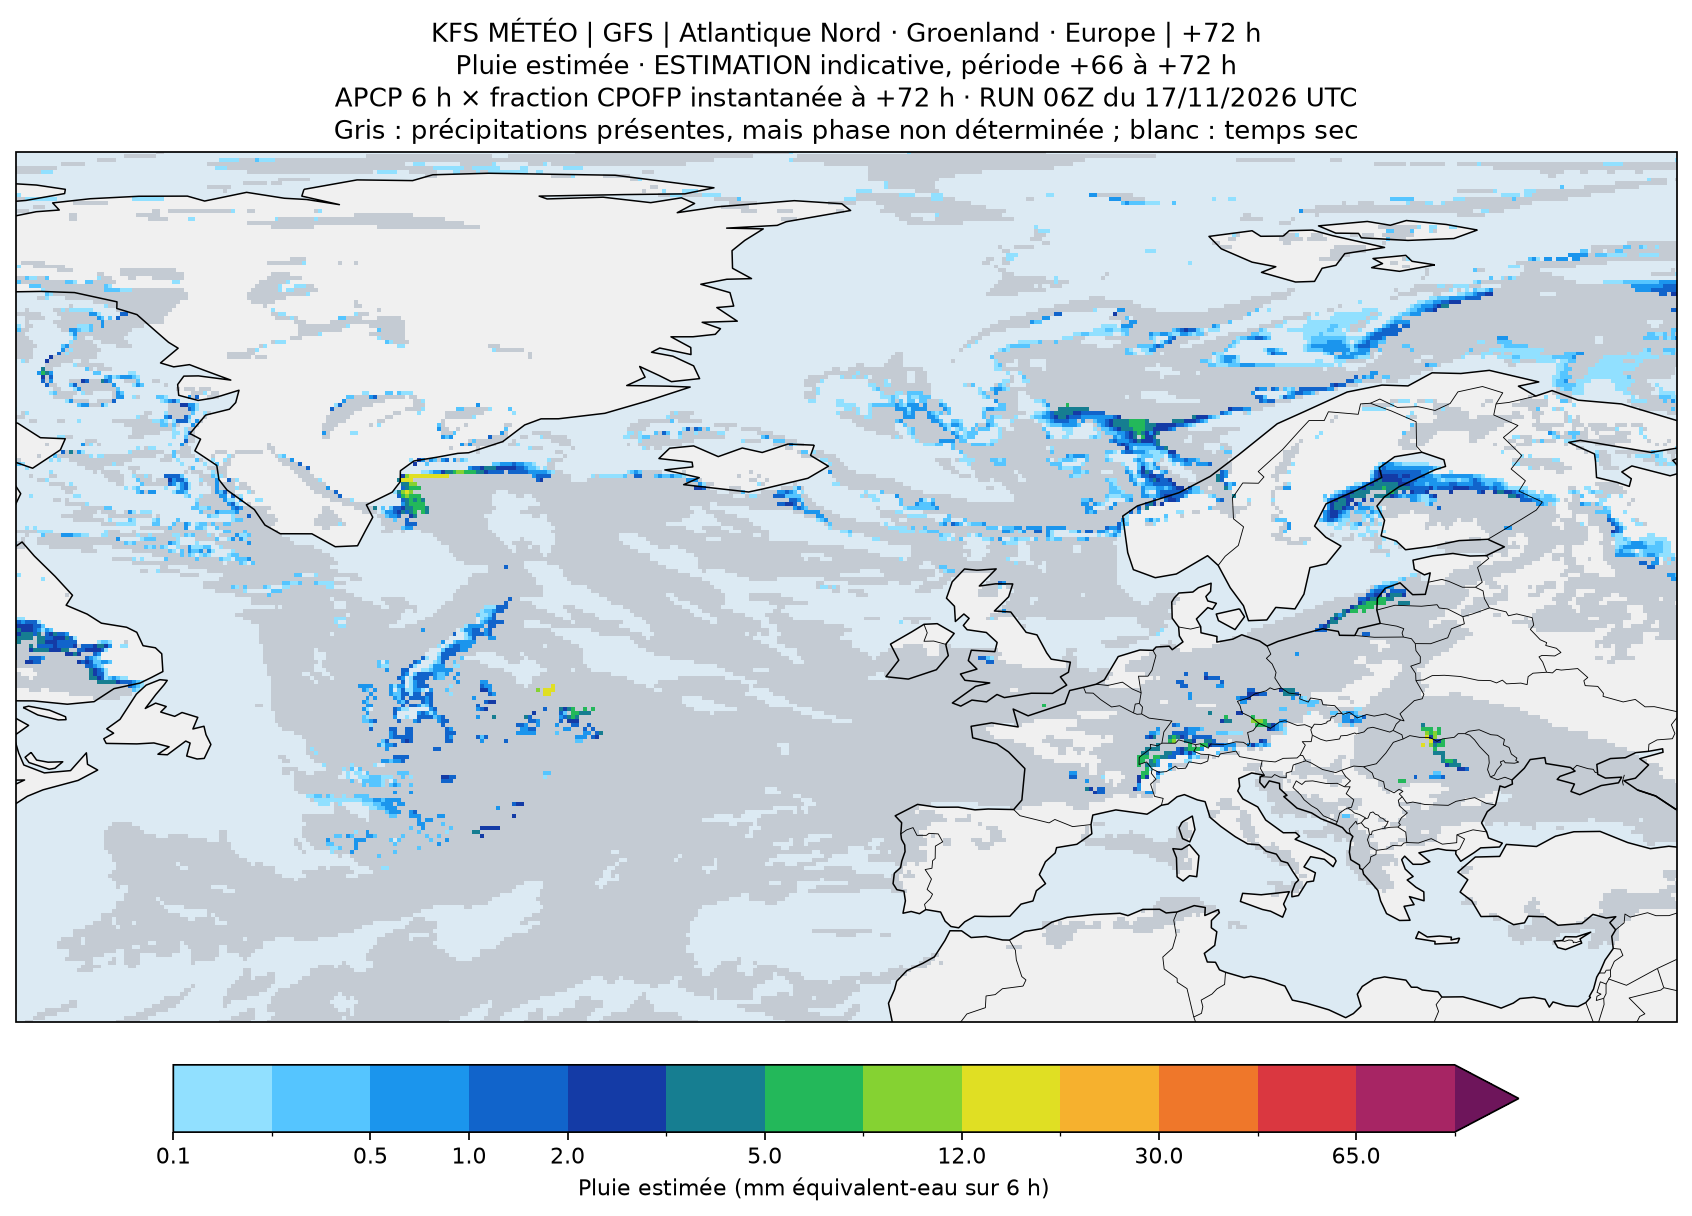 KFS MÉTÉO | GFS | Atlantique Nord · Groenland · Europe | +72 h
Pluie estimée · ESTIMATION indicative, période +66 à +72 h
APCP 6 h × fraction CPOFP instantanée à +72 h · RUN 06Z du 17/11/2026 UTC
Gris : précipitations présentes, mais phase non déterminée ; blanc : temps sec
0.1 0.5 1.0 2.0 5.0 12.0 30.0 65.0
Pluie estimée (mm équivalent-eau sur 6 h)